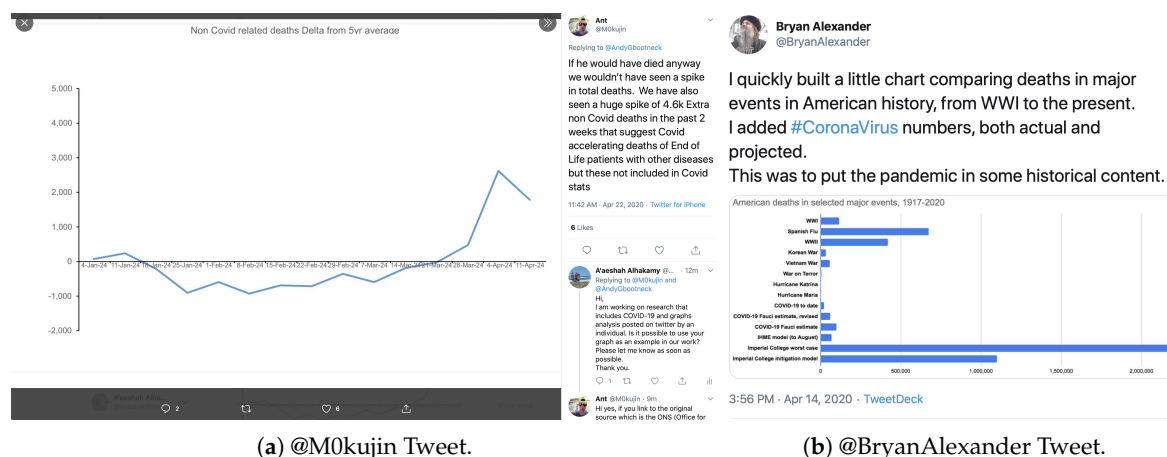 Non Covid related deaths Delta from 5yr average
5,000
4,000
3,000
2,000
1,000
0
-1,000
-2,000
4-Jan-24 11-Jan-24 18-Jan-24 25-Jan-24 1-Feb-24 8-Feb-24 15-Feb-24 22-Feb-24 29-Feb-24 7-Mar-24 14-Mar-24 21-Mar-24 28-Mar-24 4-Apr-24 11-Apr-24
2
6
Ant
@M0kujin
Replying to @AndyGbootneck
If he would have died anyway
we wouldn't have seen a spike
in total deaths. We have also
seen a huge spike of 4.6k Extra
non Covid deaths in the past 2
weeks that suggest Covid
accelerating deaths of End of
Life patients with other diseases
but these not included in Covid
stats
11:42 AM · Apr 22, 2020 · Twitter for iPhone
6 Likes
A'aeshah Alhakamy @... · 12m
Replying to @M0kujin and
@AndyGbootneck
Hi,
I am working on research that
includes COVID-19 and graphs
analysis posted on twitter by an
individual. Is it possible to use your
graph as an example in our work?
Please let me know as soon as
possible.
Thank you.
1
Ant @M0kujin · 9m
Hi yes, if you link to the original
source which is the ONS (Office for
Bryan Alexander
@BryanAlexander
I quickly built a little chart comparing deaths in major
events in American history, from WWI to the present.
I added #CoronaVirus numbers, both actual and
projected.
This was to put the pandemic in some historical content.
American deaths in selected major events, 1917-2020
WWI
Spanish Flu
WWII
Korean War
Vietnam War
War on Terror
Hurricane Katrina
Hurricane Maria
COVID-19 to date
COVID-19 Fauci estimate, revised
COVID-19 Fauci estimate
IHME model (to August)
Imperial College worst case
Imperial College mitigation model
0 500,000 1,000,000 1,500,000 2,000,000
3:56 PM · Apr 14, 2020 · TweetDeck
(a) @M0kujin Tweet.
(b) @BryanAlexander Tweet.